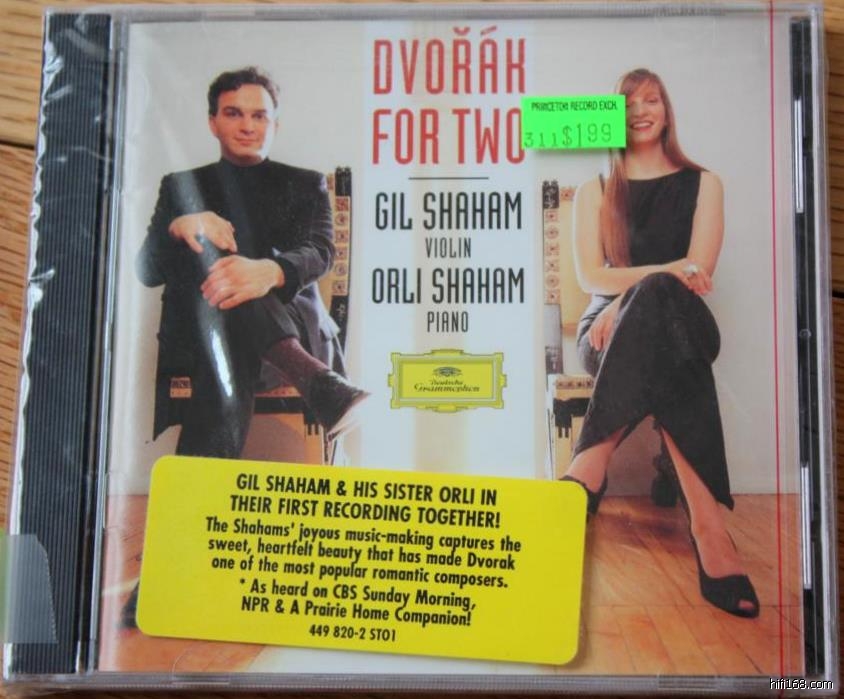 DVOŘÁK
FOR TWO
PRINCETON RECORD EXCH.
311 $1.99
GIL SHAHAM
VIOLIN
ORLI SHAHAM
PIANO
Deutsche
Grammophon
GIL SHAHAM & HIS SISTER ORLI IN
THEIR FIRST RECORDING TOGETHER!
The Shahams' joyous music-making captures the
sweet, heartfelt beauty that has made Dvorak
one of the most popular romantic composers.
* As heard on CBS Sunday Morning,
NPR & A Prairie Home Companion!
449 820-2 ST01
hifi168.com